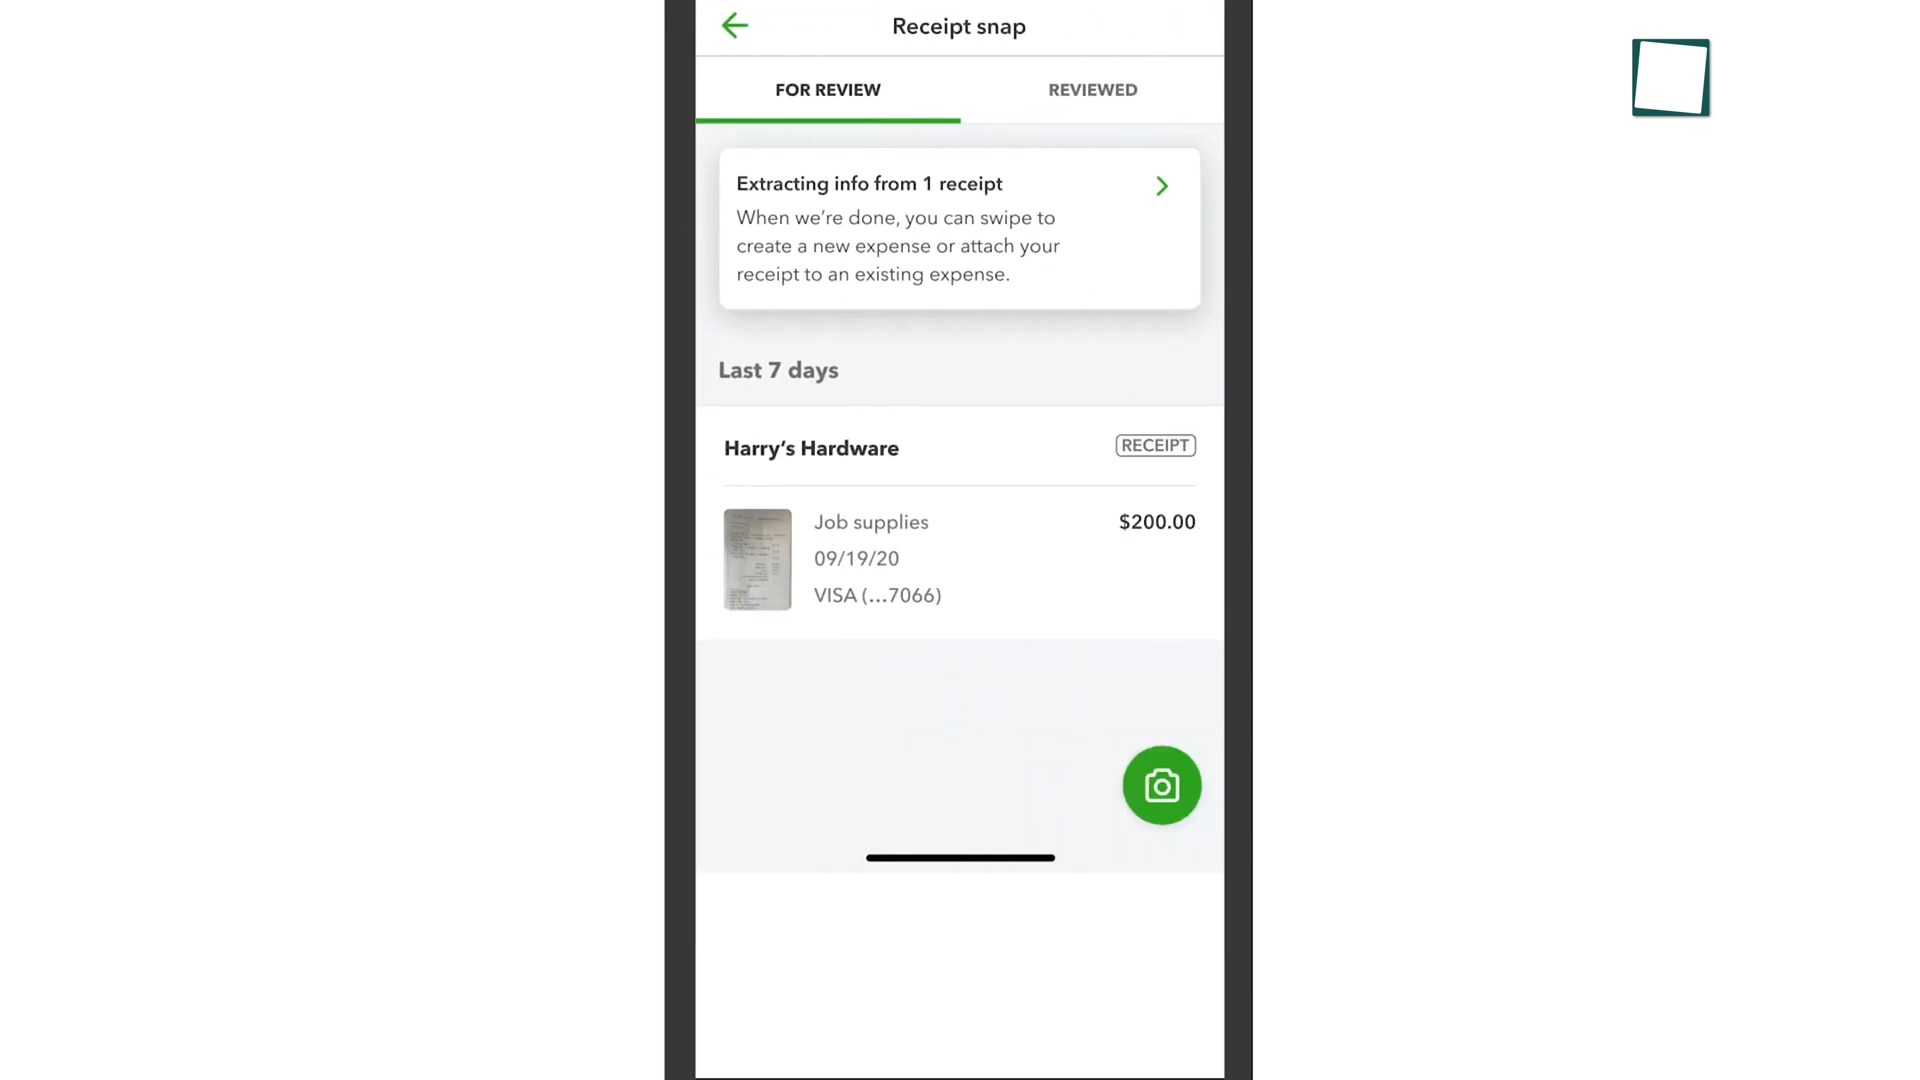 Receipt snap
FOR REVIEW
REVIEWED
Extracting info from 1 receipt
When we’re done, you can swipe to
create a new expense or attach your
receipt to an existing expense.
Last 7 days
Harry’s Hardware
RECEIPT
Job supplies
$200.00
09/19/20
VISA (...7066)